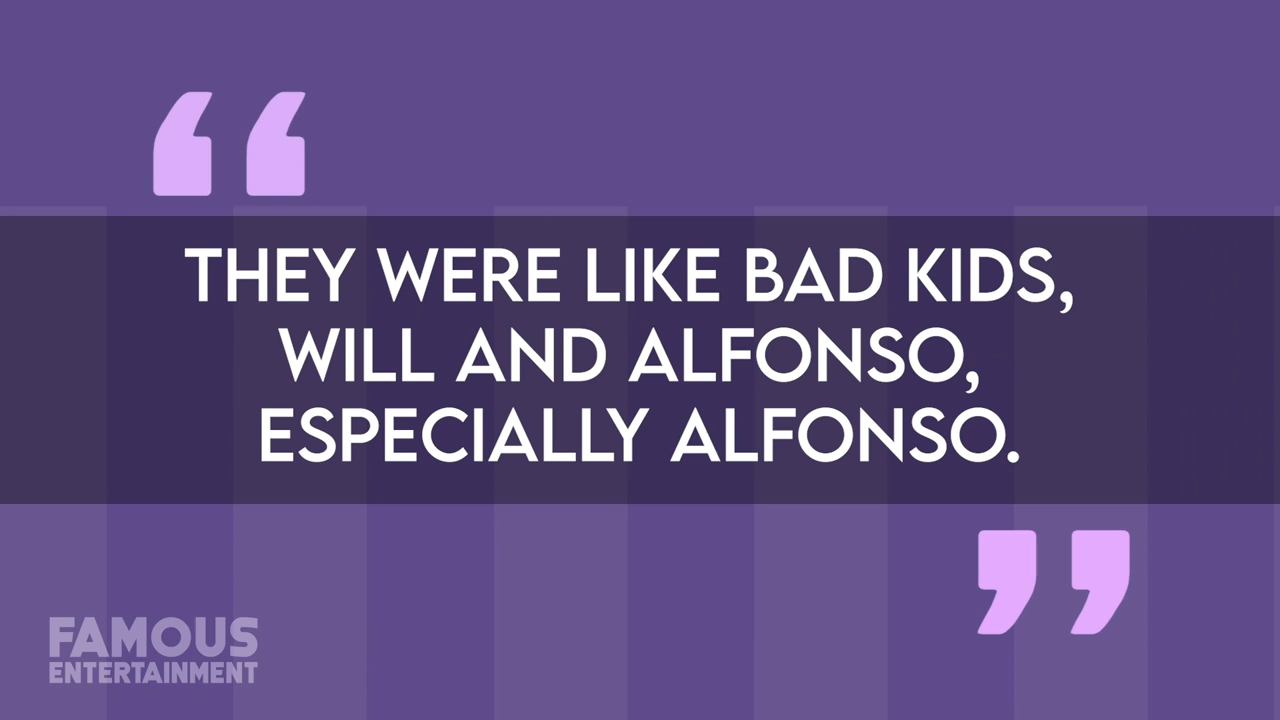 “
THEY WERE LIKE BAD KIDS,
WILL AND ALFONSO,
ESPECIALLY ALFONSO.
”
FAMOUS
ENTERTAINMENT